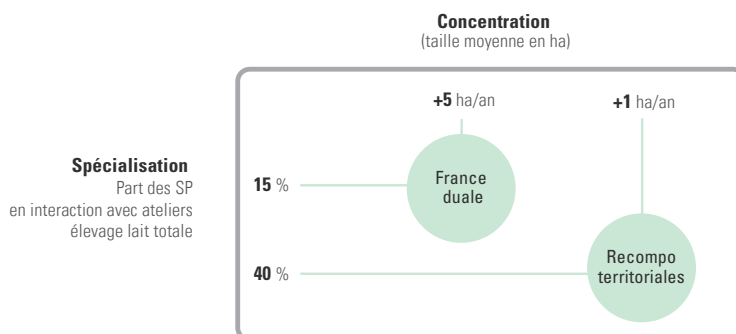 Concentration
(taille moyenne en ha)
+5 ha/an
+1 ha/an
Spécialisation
Part des SP
en interaction avec ateliers
élevage lait totale
15 %
France
duale
40 %
Recompo
territoriales